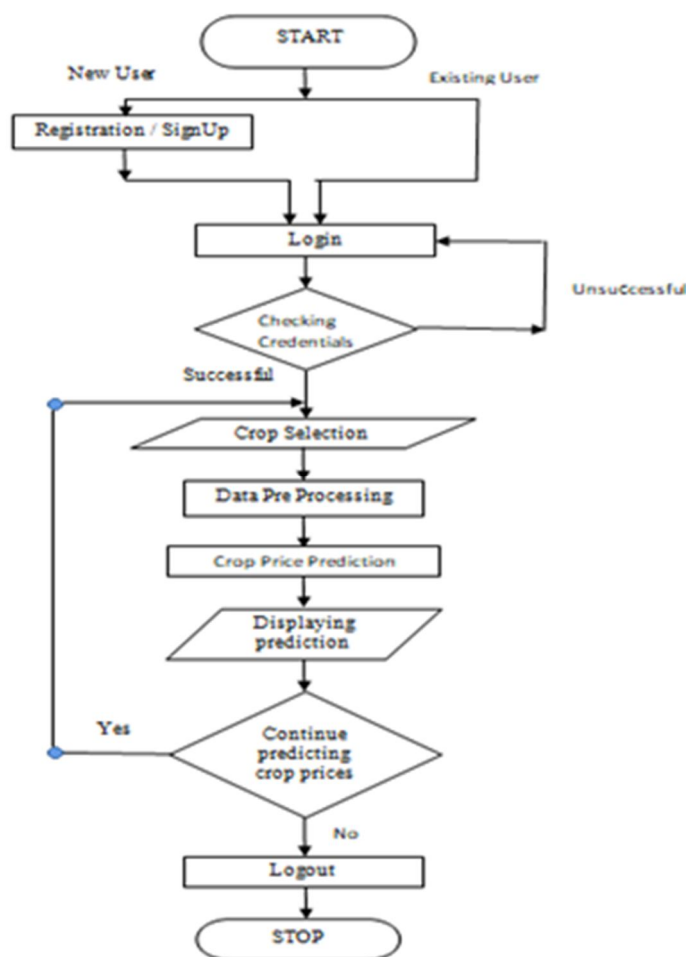 START
New User
Existing User
Registration / SignUp
Login
Unsuccessful
Checking
Credentials
Successful
Crop Selection
Data Pre Processing
Crop Price Prediction
Displaying
prediction
Yes
Continue
predicting
crop prices
No
Logout
STOP